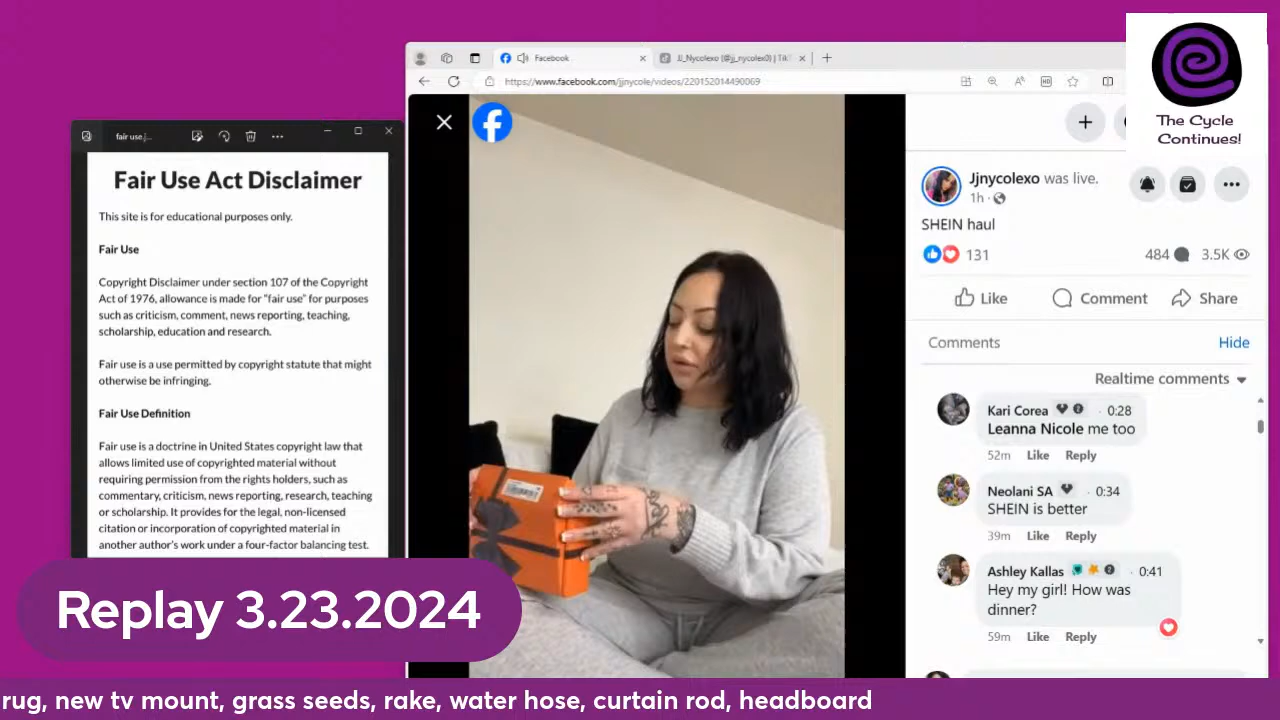 The Cycle
Continues!
Facebook
JJ_Nycolexo (@jj_nycolex0) | Tik
https://www.facebook.com/jjnycole/videos/220152014490069
fair use.j...
Fair Use Act Disclaimer
This site is for educational purposes only.
Fair Use
Copyright Disclaimer under section 107 of the Copyright
Act of 1976, allowance is made for “fair use” for purposes
such as criticism, comment, news reporting, teaching,
scholarship, education and research.
Fair use is a use permitted by copyright statute that might
otherwise be infringing.
Fair Use Definition
Fair use is a doctrine in United States copyright law that
allows limited use of copyrighted material without
requiring permission from the rights holders, such as
commentary, criticism, news reporting, research, teaching
or scholarship. It provides for the legal, non-licensed
citation or incorporation of copyrighted material in
another author’s work under a four-factor balancing test.
Jjnycolexo was live.
1h ·
SHEIN haul
131
484
3.5K
Like
Comment
Share
Comments
Hide
Realtime comments
Kari Corea · 0:28
Leanna Nicole me too
52m Like Reply
Neolani SA · 0:34
SHEIN is better
39m Like Reply
Ashley Kallas · 0:41
Hey my girl! How was
dinner?
59m Like Reply
Replay 3.23.2024
rug, new tv mount, grass seeds, rake, water hose, curtain rod, headboard